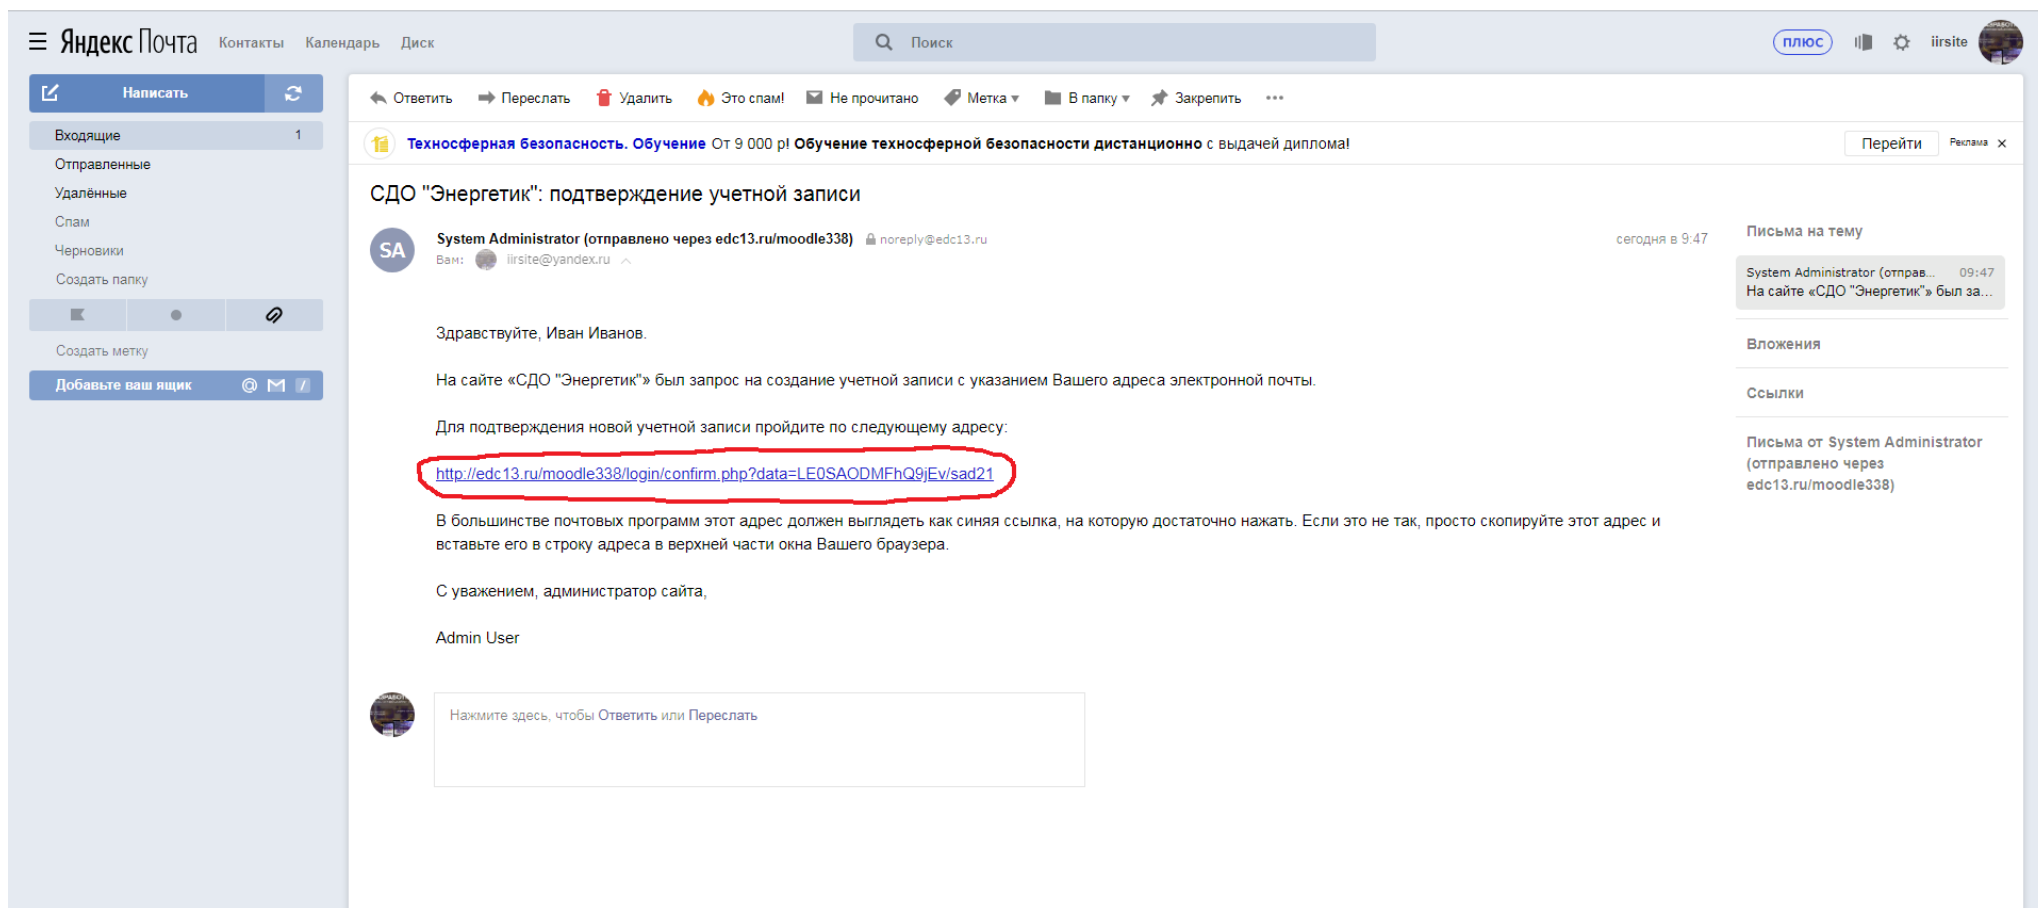 Яндекс Почта Контакты Календарь Диск
Поиск
плюс
iirsite
Написать
Входящие 1
Отправленные
Удалённые
Спам
Черновики
Создать папку
Создать метку
Добавьте ваш ящик
Ответить Переслать Удалить Это спам! Не прочитано Метка В папку Закрепить ...
Техносферная безопасность. Обучение От 9 000 р! Обучение техносферной безопасности дистанционно с выдачей диплома!
Перейти Реклама X
СДО "Энергетик": подтверждение учетной записи
SA
System Administrator (отправлено через edc13.ru/moodle338) noreply@edc13.ru
сегодня в 9:47
Вам: iirsite@yandex.ru
Здравствуйте, Иван Иванов.
На сайте «СДО "Энергетик"» был запрос на создание учетной записи с указанием Вашего адреса электронной почты.
Для подтверждения новой учетной записи пройдите по следующему адресу:
http://edc13.ru/moodle338/login/confirm.php?data=LE0SAODMFhQ9jEv/sad21
В большинстве почтовых программ этот адрес должен выглядеть как синяя ссылка, на которую достаточно нажать. Если это не так, просто скопируйте этот адрес и
вставьте его в строку адреса в верхней части окна Вашего браузера.
С уважением, администратор сайта,
Admin User
Нажмите здесь, чтобы Ответить или Переслать
Письма на тему
System Administrator (отправ... 09:47
На сайте «СДО "Энергетик"» был за...
Вложения
Ссылки
Письма от System Administrator
(отправлено через
edc13.ru/moodle338)